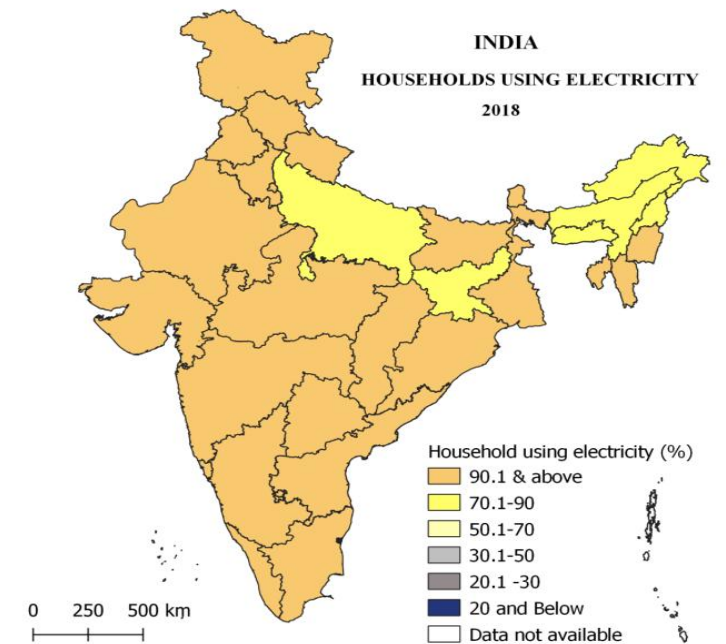 INDIA
HOUSEHOLDS USING ELECTRICITY
2018
Household using electricity (%)
90.1 & above
70.1-90
50.1-70
30.1-50
20.1 -30
20 and Below
Data not available
0 250 500 km